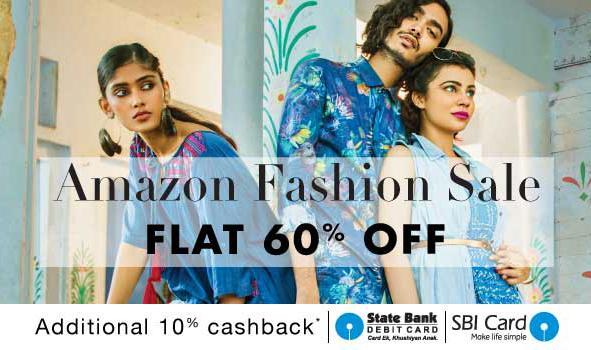 Amazon Fashion Sale
FLAT 60% OFF
Additional 10% cashback*
State Bank
DEBIT CARD
Card Ek, Khushiyan Anek.
SBI Card
Make life simple